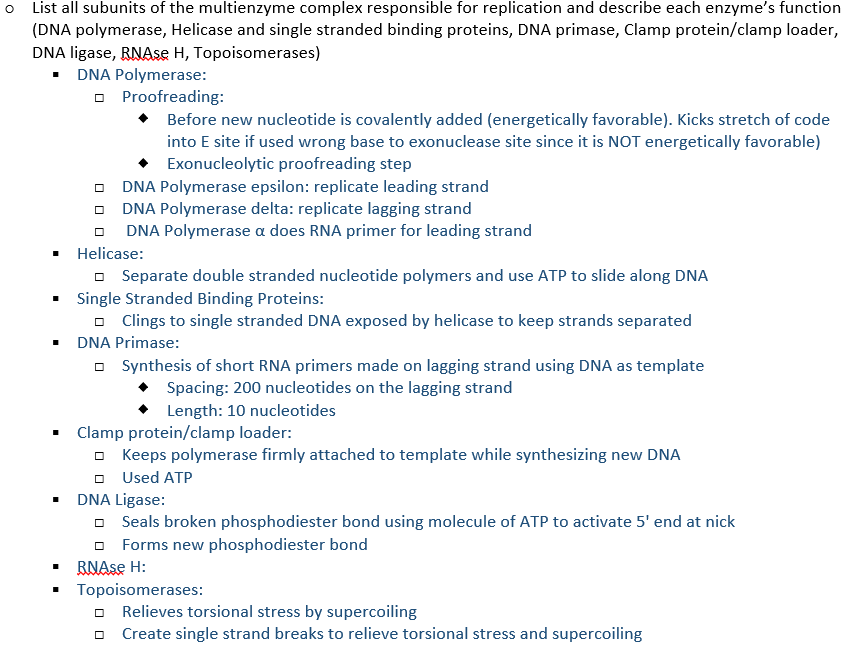 List all subunits of the multienzyme complex responsible for replication and describe each enzyme's function
(DNA polymerase, Helicase and single stranded binding proteins, DNA primase, Clamp protein/clamp loader,
DNA ligase, RNAse H, Topoisomerases)
DNA Polymerase:
Proofreading:
Before new nucleotide is covalently added (energetically favorable). Kicks stretch of code
into E site if used wrong base to exonuclease site since it is NOT energetically favorable)
Exonucleolytic proofreading step
DNA Polymerase epsilon: replicate leading strand
DNA Polymerase delta: replicate lagging strand
DNA Polymerase α does RNA primer for leading strand
Helicase:
Separate double stranded nucleotide polymers and use ATP to slide along DNA
Single Stranded Binding Proteins:
Clings to single stranded DNA exposed by helicase to keep strands separated
DNA Primase:
Synthesis of short RNA primers made on lagging strand using DNA as template
Spacing: 200 nucleotides on the lagging strand
Length: 10 nucleotides
Clamp protein/clamp loader:
Keeps polymerase firmly attached to template while synthesizing new DNA
Used ATP
DNA Ligase:
Seals broken phosphodiester bond using molecule of ATP to activate 5' end at nick
Forms new phosphodiester bond
RNAse H:
Topoisomerases:
Relieves torsional stress by supercoiling
Create single strand breaks to relieve torsional stress and supercoiling